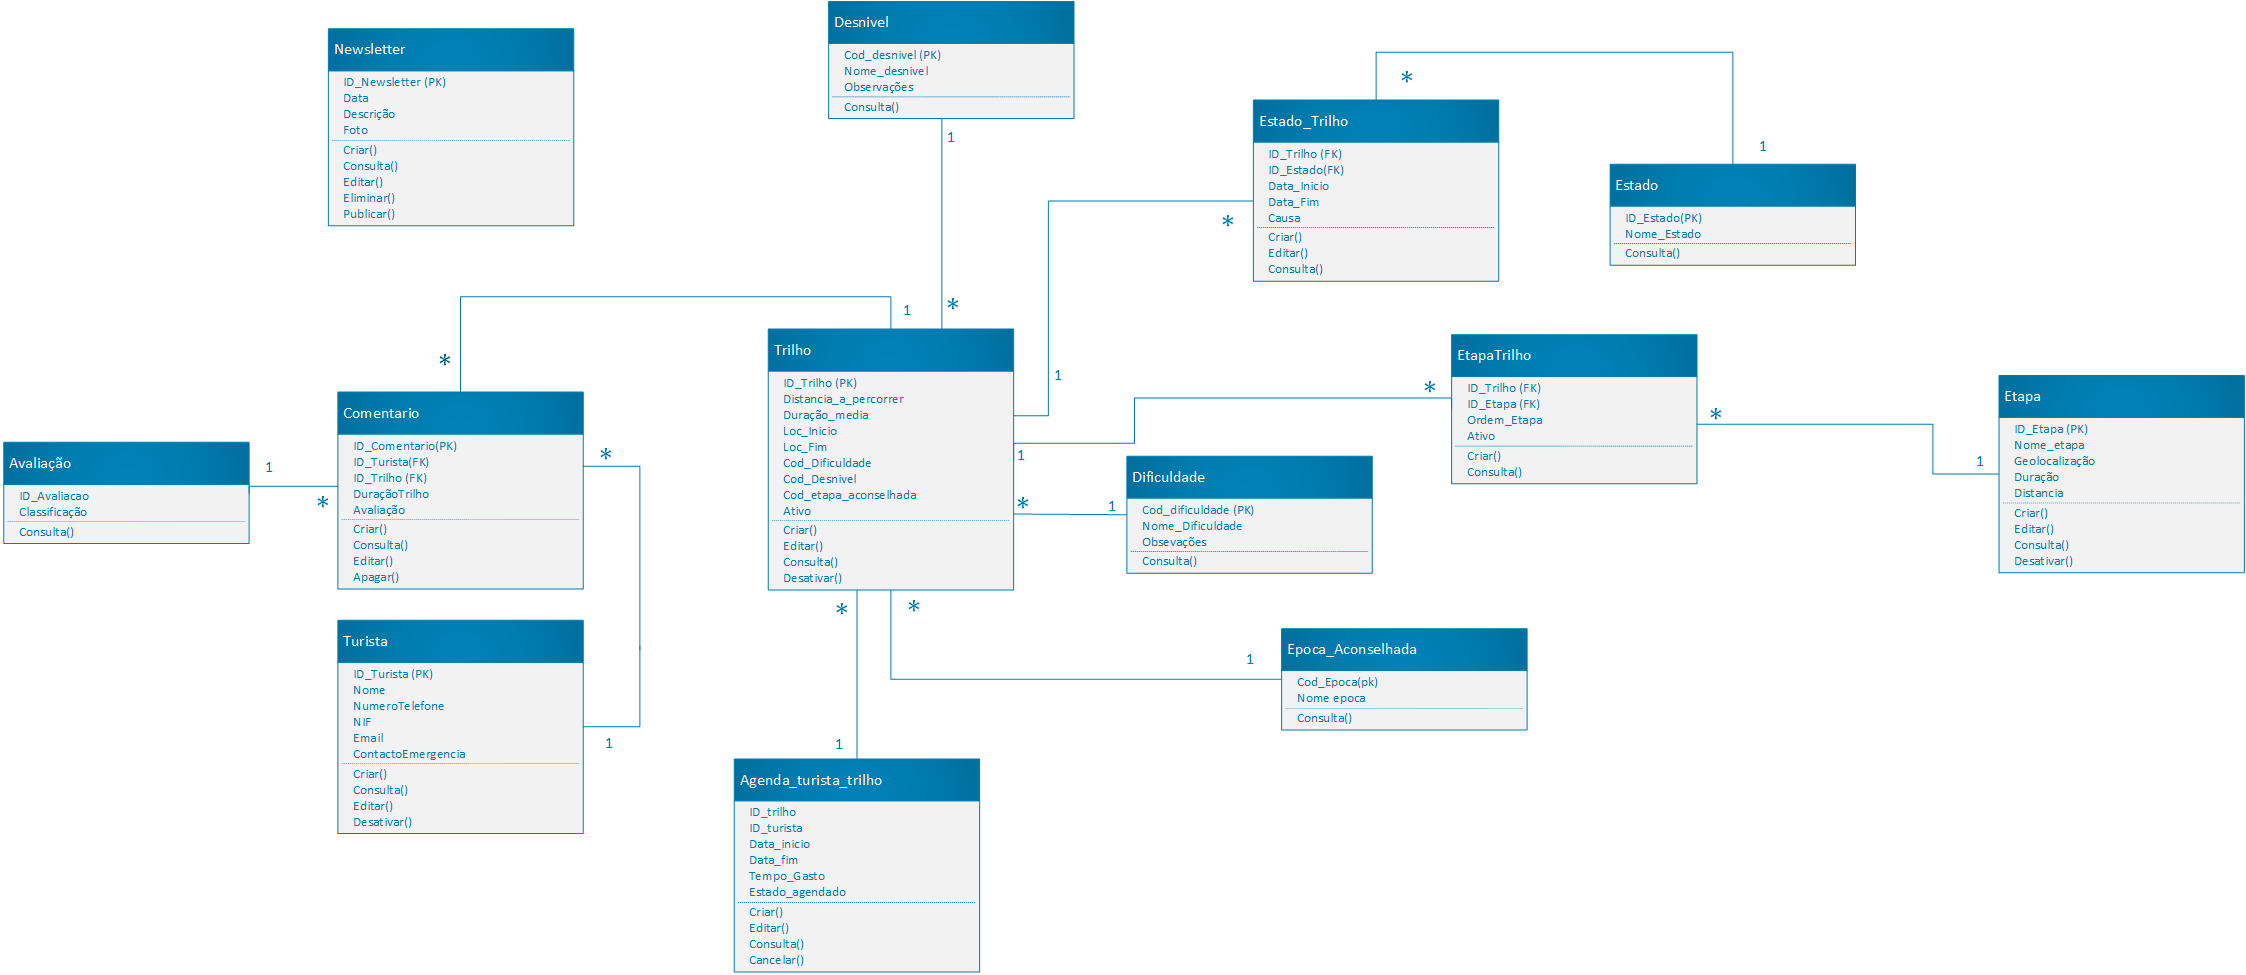 Newsletter
ID_Newsletter (PK)
Data
Descrição
Foto
Criar()
Consulta()
Editar()
Eliminar()
Publicar()
Desnivel
Cod_desnivel (PK)
Nome_desnivel
Observações
Consulta()
1
*
Estado_Trilho
ID_Trilho (FK)
ID_Estado(FK)
Data_Inicio
Data_Fim
Causa
Criar()
Editar()
Consulta()
*
1
*
1
Estado
ID_Estado(PK)
Nome_Estado
Consulta()
1
*
Comentario
ID_Comentario(PK)
ID_Turista(FK)
ID_Trilho (FK)
DuraçãoTrilho
Avaliação
Criar()
Consulta()
Editar()
Apagar()
*
1
Avaliação
ID_Avaliacao
Classificação
Consulta()
1
*
Turista
ID_Turista (PK)
Nome
NumeroTelefone
NIF
Email
ContactoEmergencia
Criar()
Consulta()
Editar()
Desativar()
Trilho
ID_Trilho (PK)
Distancia_a_percorrer
Duração_media
Loc_Inicio
Loc_Fim
Cod_Dificuldade
Cod_Desnivel
Cod_etapa_aconselhada
Ativo
Criar()
Editar()
Consulta()
Desativar()
1
*
EtapaTrilho
ID_Trilho (FK)
ID_Etapa (FK)
Ordem_Etapa
Ativo
Criar()
Consulta()
*
1
Etapa
ID_Etapa (PK)
Nome_etapa
Geolocalização
Duração
Distancia
Criar()
Editar()
Consulta()
Desativar()
*
1
Dificuldade
Cod_dificuldade (PK)
Nome_Dificuldade
Obsevações
Consulta()
*
1
Epoca_Aconselhada
Cod_Epoca(pk)
Nome epoca
Consulta()
*
1
Agenda_turista_trilho
ID_trilho
ID_turista
Data_inicio
Data_fim
Tempo_Gasto
Estado_agendado
Criar()
Editar()
Consulta()
Cancelar()